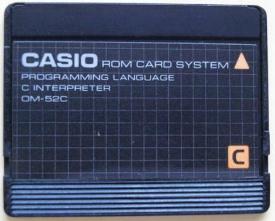 CASIO ROM CARD SYSTEM
PROGRAMMING LANGUAGE
C INTERPRETER
OM-52C
C